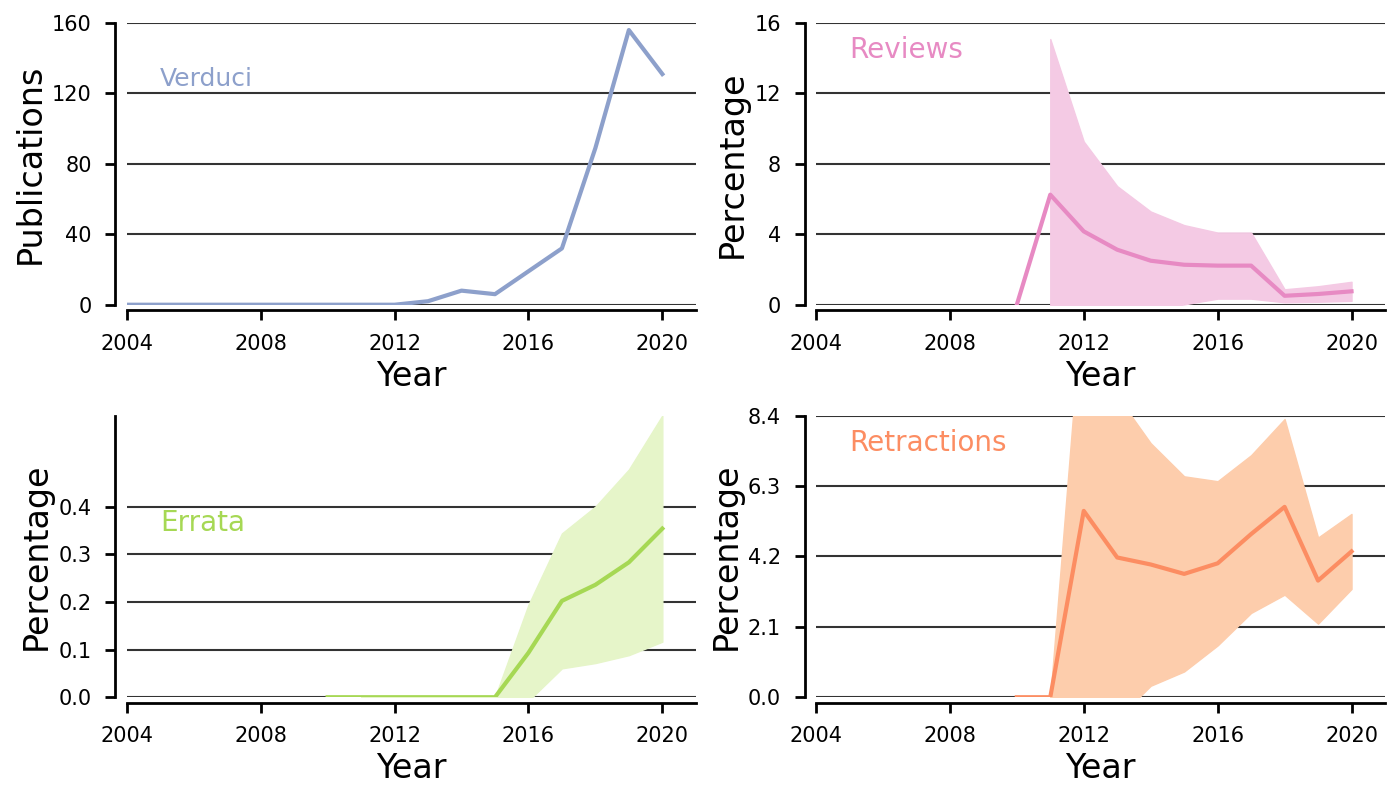 Publications
160
120
80
40
0
Verduci
2004 2008 2012 2016 2020
Year
Percentage
16
12
8
4
0
Reviews
2004 2008 2012 2016 2020
Year
Percentage
0.4
0.3
0.2
0.1
0.0
Errata
2004 2008 2012 2016 2020
Year
Percentage
8.4
6.3
4.2
2.1
0.0
Retractions
2004 2008 2012 2016 2020
Year